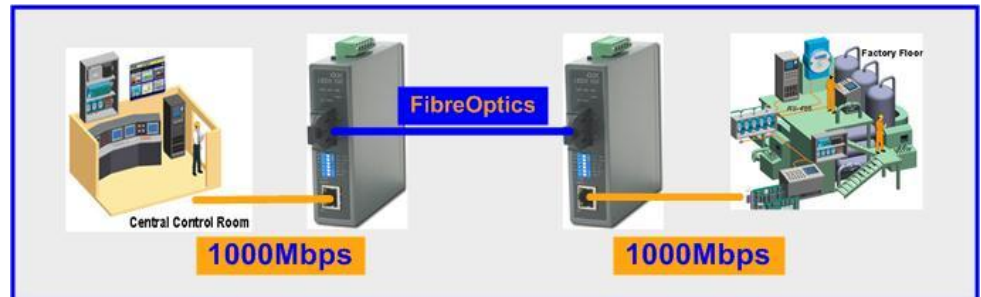 Factory Floor
FibreOptics
RS-485
Central Control Room
1000Mbps
1000Mbps